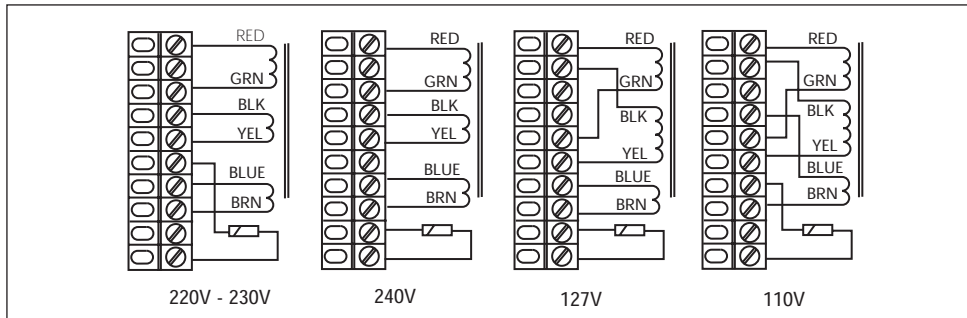 RED
GRN
BLK
YEL
BLUE
BRN
220V - 230V
RED
GRN
BLK
YEL
BLUE
BRN
240V
RED
GRN
BLK
YEL
BLUE
BRN
127V
RED
GRN
BLK
YEL
BLUE
BRN
110V